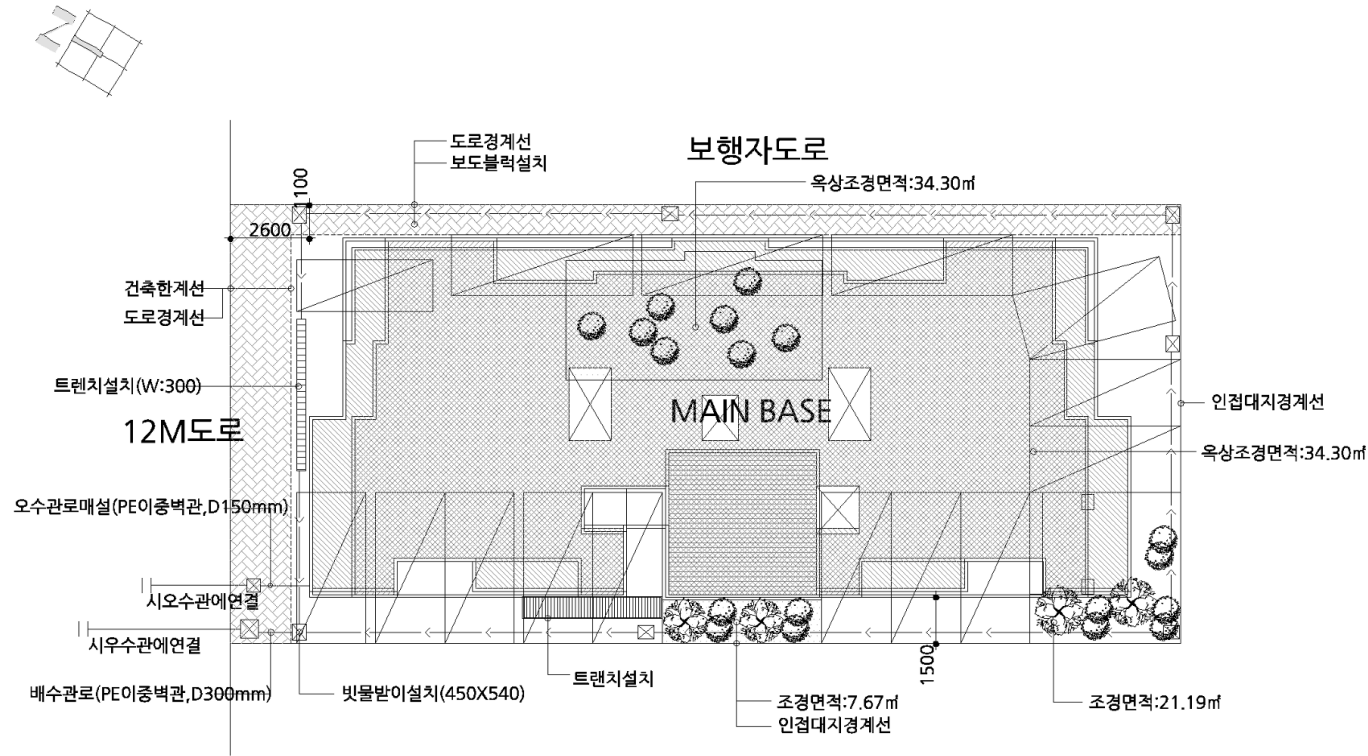 도로경계선
보도블럭설치
보행자도로
옥상조경면적:34.30㎡
1100
2600
건축한계선
도로경계선
트렌치설치(W:300)
MAIN BASE
인접대지경계선
12M도로
옥상조경면적:34.30㎡
오수관로매설(PE이중벽관,D150mm)
시오수관에연결
시우수관에연결
1500
트랜치설치
배수관로(PE이중벽관,D300mm)
빗물받이설치(450X540)
조경면적:7.67㎡
조경면적:21.19㎡
인접대지경계선